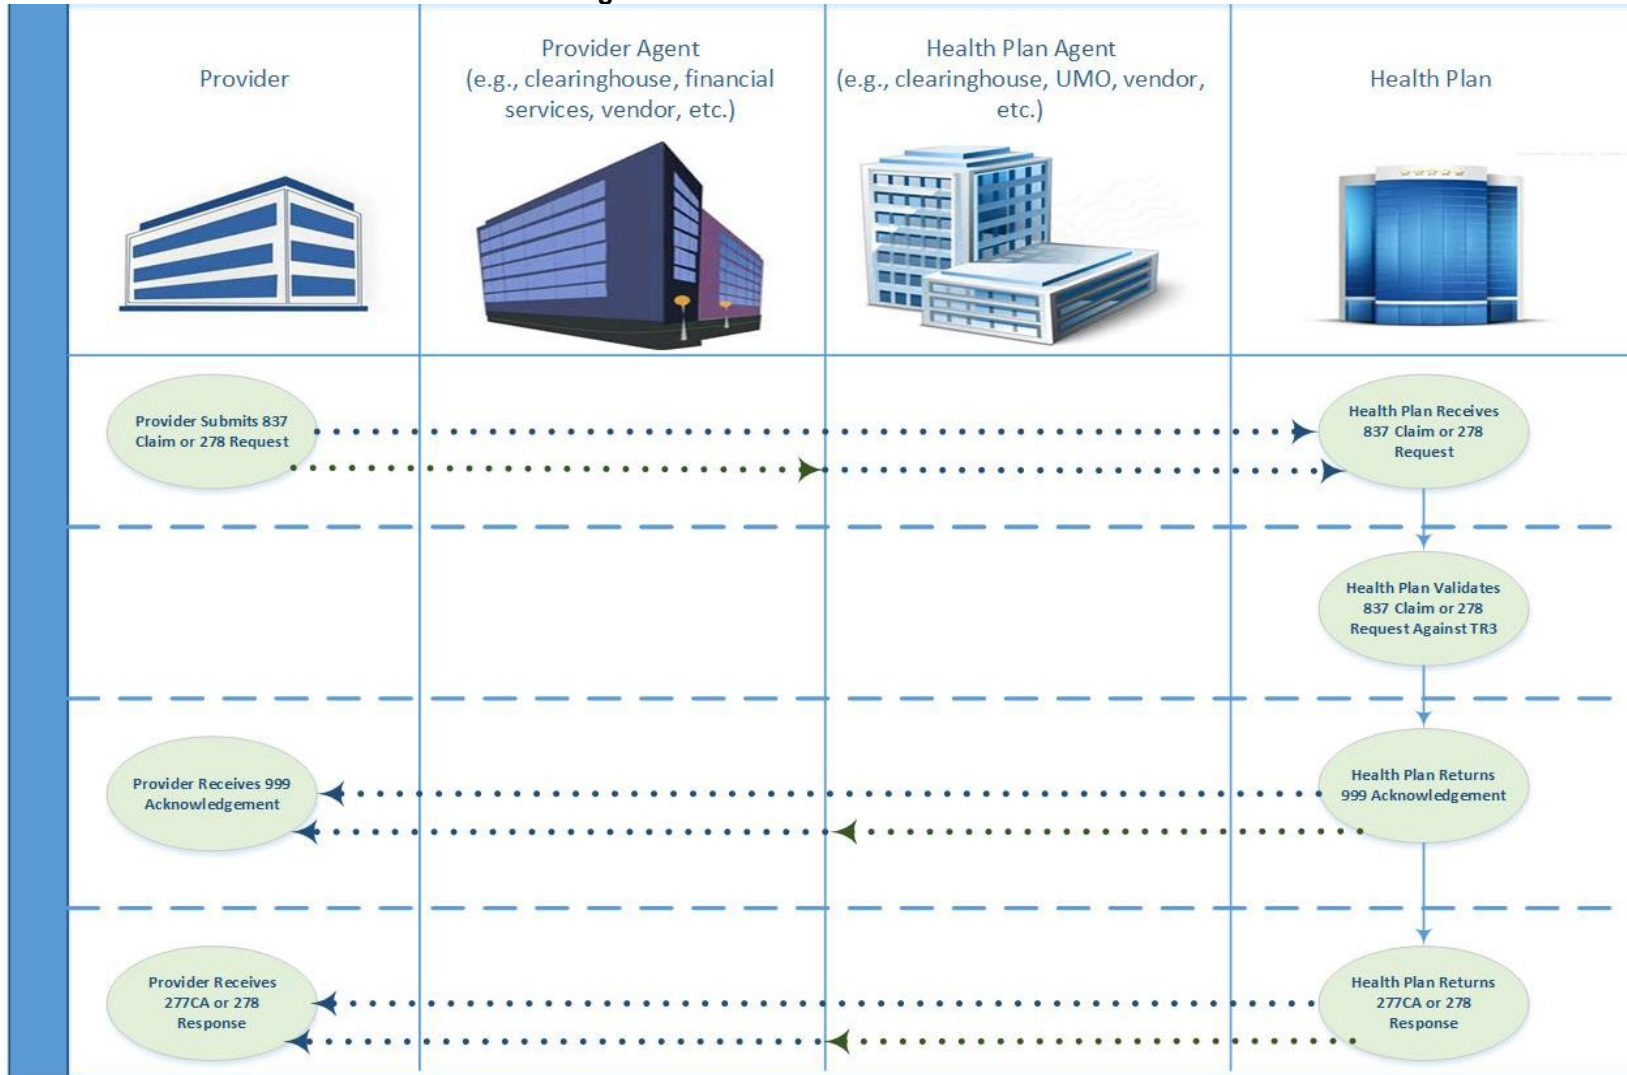 g
Provider
Provider Agent
(e.g., clearinghouse, financial
services, vendor, etc.)
Health Plan Agent
(e.g., clearinghouse, UMO, vendor,
etc.)
Health Plan
Provider Submits 837
Claim or 278 Request
Health Plan Receives
837 Claim or 278
Request
Health Plan Validates
837 Claim or 278
Request Against TR3
Provider Receives 999
Acknowledgement
Health Plan Returns
999 Acknowledgement
Provider Receives
277CA or 278
Response
Health Plan Returns
277CA or 278
Response